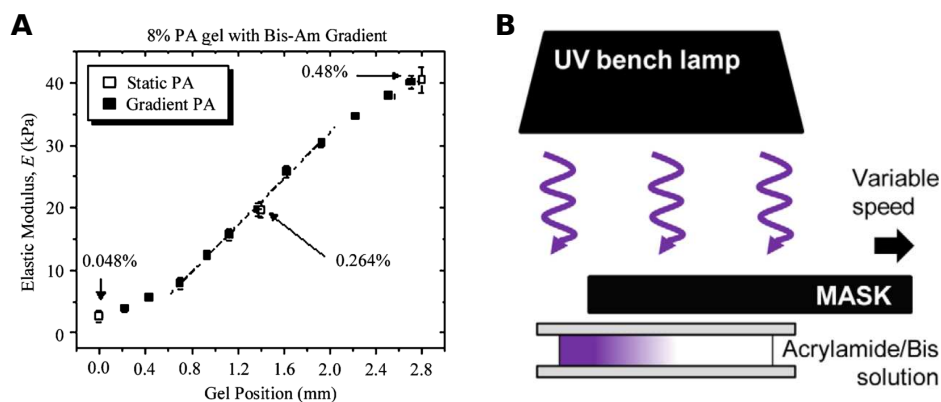 A
8% PA gel with Bis-Am Gradient
Static PA
Gradient PA
0.48%
0.048%
0.264%
Elastic Modulus, E (kPa)
40
30
20
10
0
0.0 0.4 0.8 1.2 1.6 2.0 2.4 2.8
Gel Position (mm)
B
UV bench lamp
Variable
speed
MASK
Acrylamide/Bis
solution